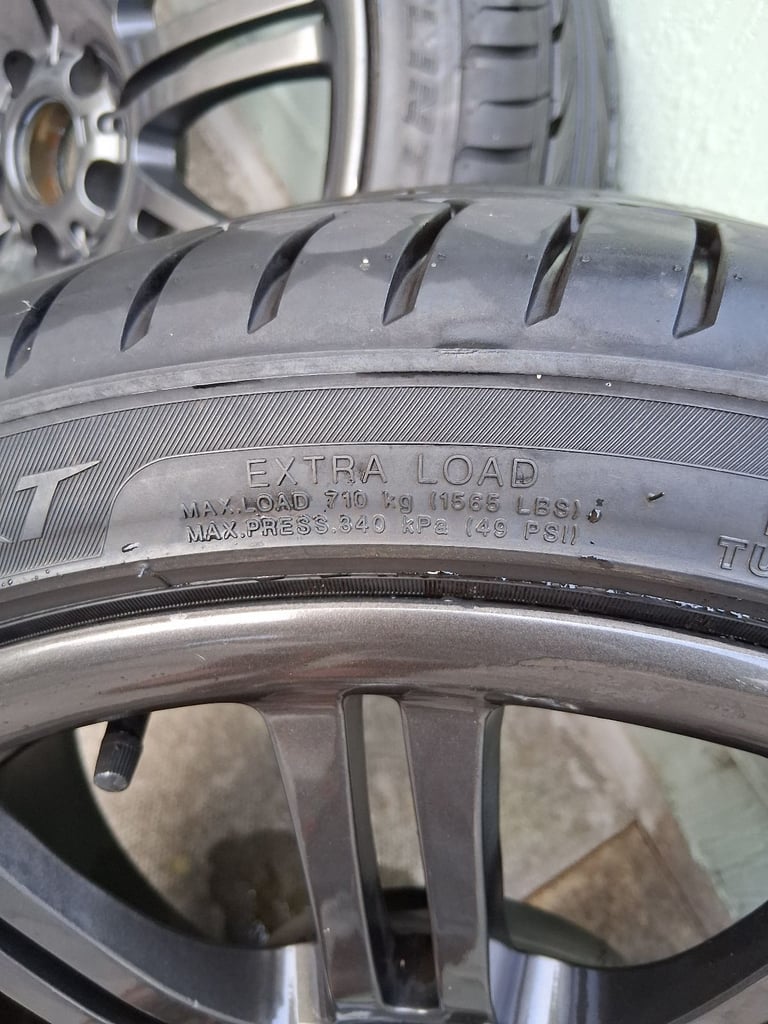 EXTRA LOAD
MAX.LOAD 710 kg (1565 LBS)
MAX.PRESS.340 kPa (49 PSI)